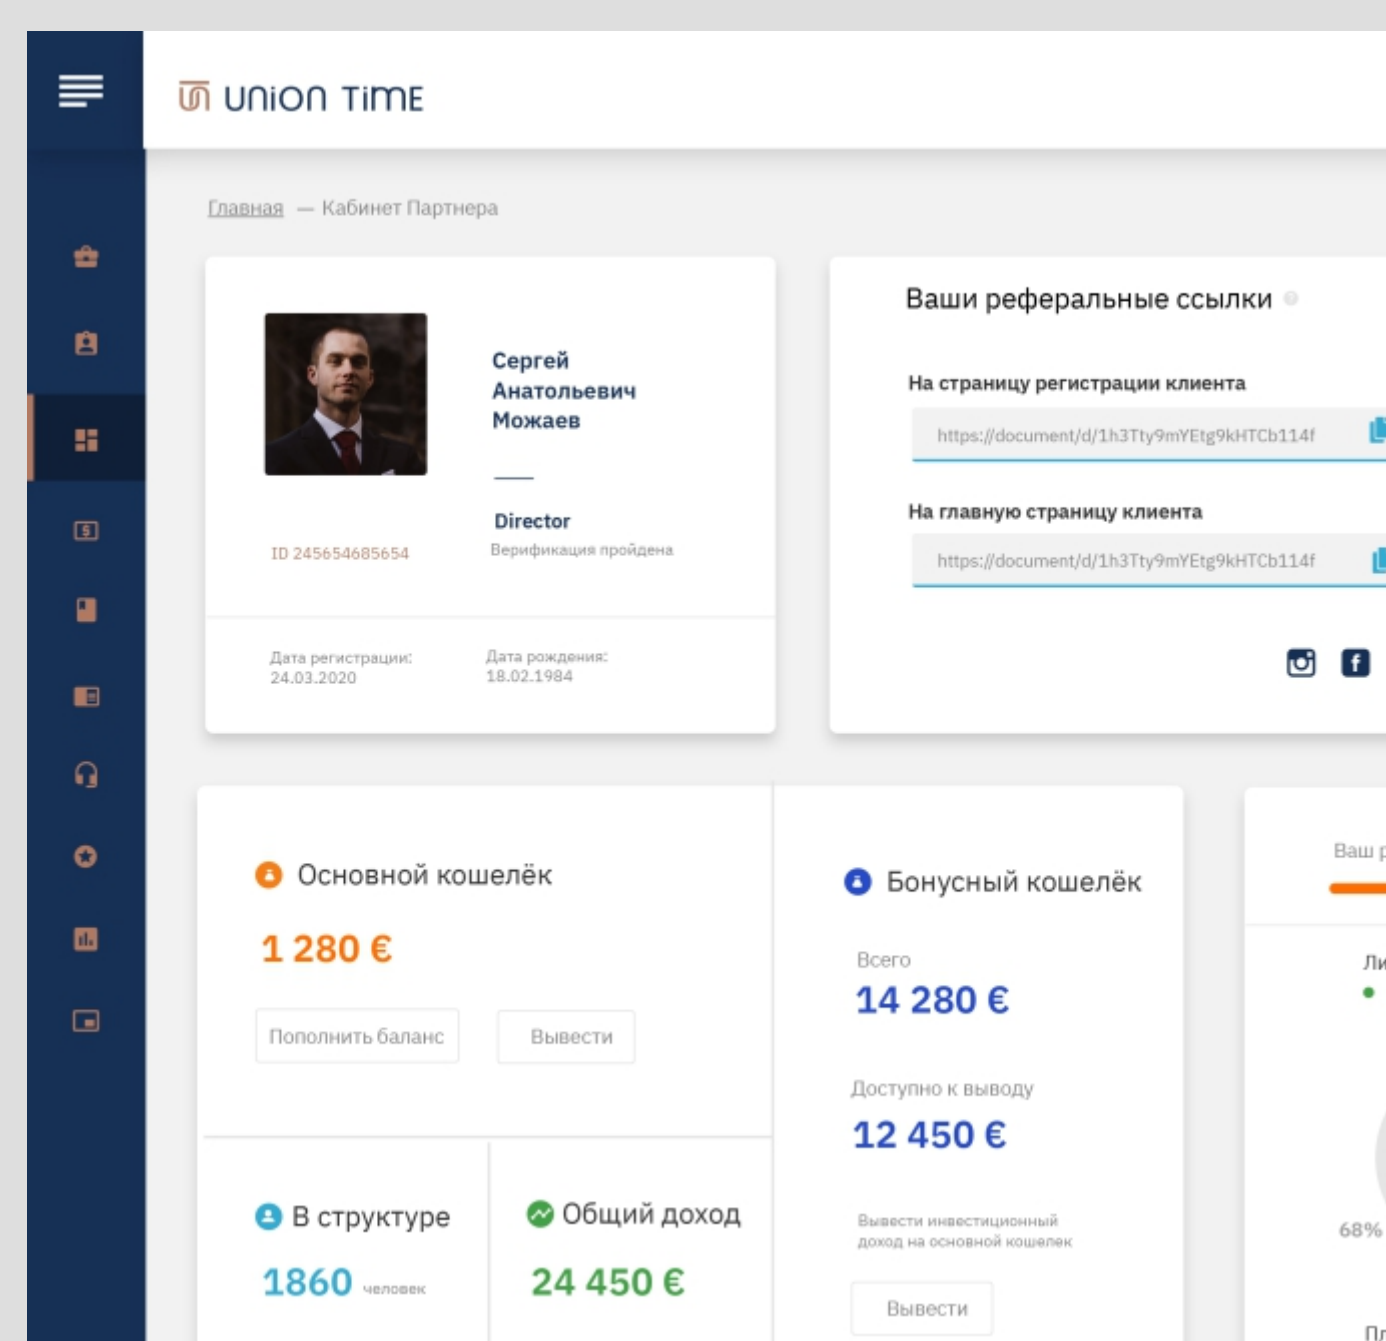 UNION TIME
Главная — Кабинет Партнера
Сергей
Анатольевич
Можаев
Director
Верификация пройдена
ID 245654685654
Дата регистрации:
24.03.2020
Дата рождения:
18.02.1984
Ваши реферальные ссылки
На страницу регистрации клиента
https://document/d/1h3Tty9mYEtg9kHTCb114f
На главную страницу клиента
https://document/d/1h3Tty9mYEtg9kHTCb114f
Основной кошелёк
1 280 €
Пополнить баланс
Вывести
В структуре
1860 человек
Общий доход
24 450 €
Бонусный кошелёк
Всего
14 280 €
Доступно к выводу
12 450 €
Вывести инвестиционный
доход на основной кошелек
Вывести
Ваш
68%